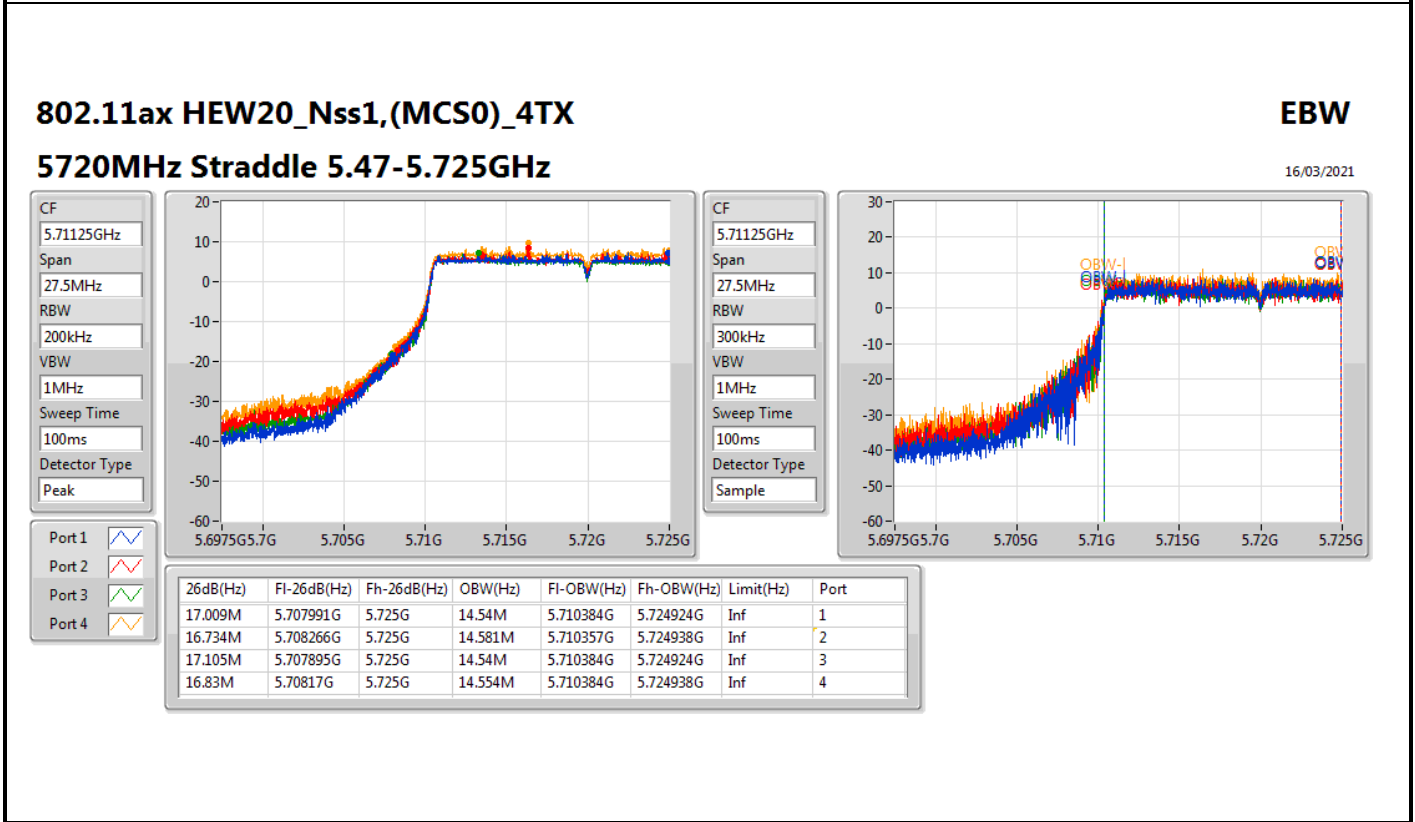 802.11ax HEW20_Nss1,(MCS0)_4TX
EBW
5720MHz Straddle 5.47-5.725GHz
16/03/2021
CF
5.71125GHz
Span
27.5MHz
RBW
200kHz
VBW
1MHz
Sweep Time
100ms
Detector Type
Peak
20
10
0
-10
-20
-30
-40
-50
-60
5.6975G 5.7G 5.705G 5.71G 5.715G 5.72G 5.725G
CF
5.71125GHz
Span
27.5MHz
RBW
300kHz
VBW
1MHz
Sweep Time
100ms
Detector Type
Sample
30
20
10
0
-10
-20
-30
-40
-50
-60
OBW-l
OBW
5.6975G 5.7G 5.705G 5.71G 5.715G 5.72G 5.725G
Port 1
Port 2
Port 3
Port 4
26dB(Hz) Fl-26dB(Hz) Fh-26dB(Hz) OBW(Hz) Fl-OBW(Hz) Fh-OBW(Hz) Limit(Hz) Port
17.009M 5.707991G 5.725G 14.54M 5.710384G 5.724924G Inf 1
16.734M 5.708266G 5.725G 14.581M 5.710357G 5.724938G Inf 2
17.105M 5.707895G 5.725G 14.54M 5.710384G 5.724924G Inf 3
16.83M 5.70817G 5.725G 14.554M 5.710384G 5.724938G Inf 4